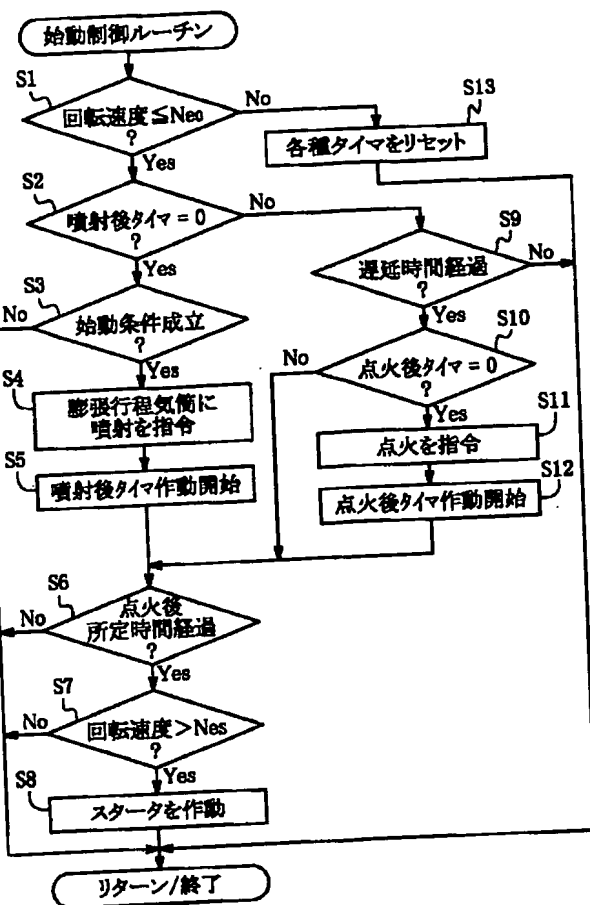 始動制御ルーチン
S1
回転速度≦Neo
?
No
Yes
S13
各種タイマをリセット
S2
噴射後タイマ=0
?
No
Yes
S9
遅延時間経過
?
No
Yes
S3
No
始動条件成立
?
Yes
S10
No
点火後タイマ=0
?
Yes
S4
膨張行程気筒に
噴射を指令
S11
点火を指令
S5
噴射後タイマ作動開始
S12
点火後タイマ作動開始
S6
点火後
所定時間経過
?
No
Yes
S7
No
回転速度>Nes
?
Yes
S8
スタータを作動
リターン/終了